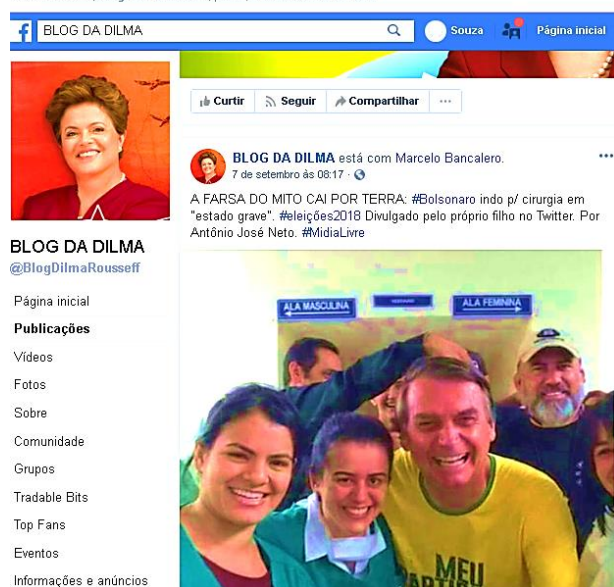 BLOG DA DILMA
Souza
Página inicial
Curtir
Seguir
Compartilhar
BLOG DA DILMA está com Marcelo Bancalero.
7 de setembro às 08:17 ·
A FARSA DO MITO CAI POR TERRA: #Bolsonaro indo p/ cirurgia em
"estado grave". #eleições2018 Divulgado pelo próprio filho no Twitter. Por
Antônio José Neto. #MidiaLivre
BLOG DA DILMA
@BlogDilmaRousseff
Página inicial
Publicações
Vídeos
Fotos
Sobre
Comunidade
Grupos
Tradable Bits
Top Fans
Eventos
Informações e anúncios
ALA MASCULINA
ALA FEMININA
MEU